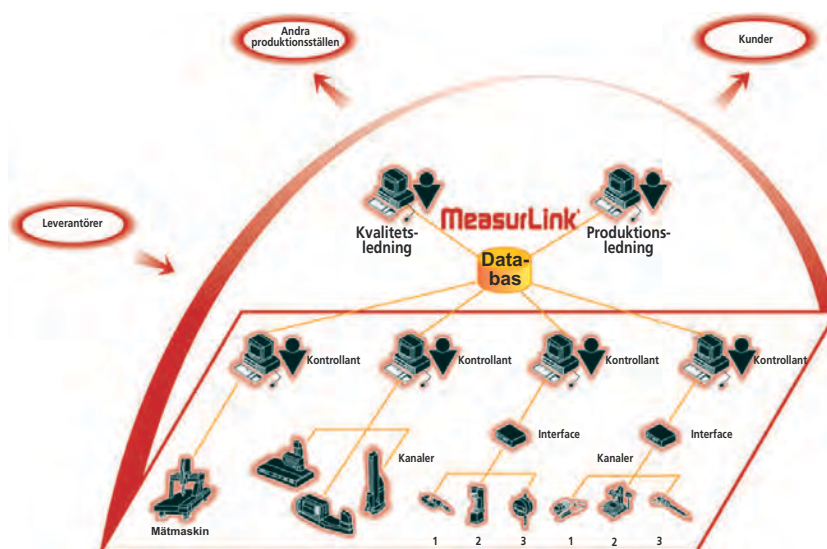 Andra
produktionsställen
Kunder
Leverantörer
MeasurLink®
Kvalitets-
ledning
Produktions-
ledning
Data-
bas
Kontrollant
Kontrollant
Kontrollant
Kontrollant
Interface
Interface
Kanaler
Kanaler
Mätmaskin
1 2 3 1 2 3